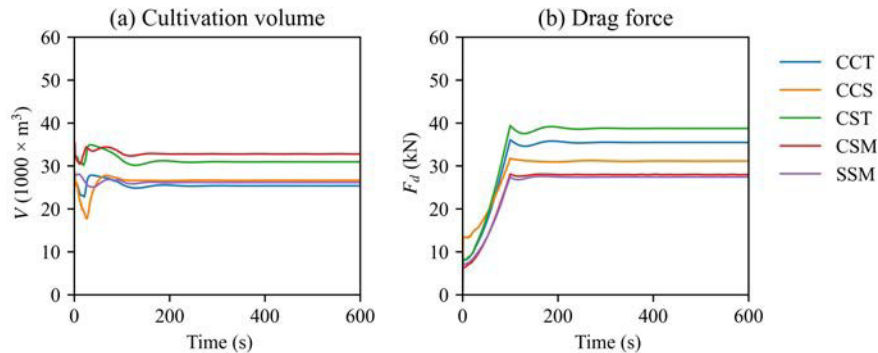 (a) Cultivation volume
60
50
40
30
20
10
0
V (1000 × m³)
0 200 400 600
Time (s)
(b) Drag force
60
50
40
30
20
10
0
F_d (kN)
0 200 400 600
Time (s)
CCT
CCS
CST
CSM
SSM